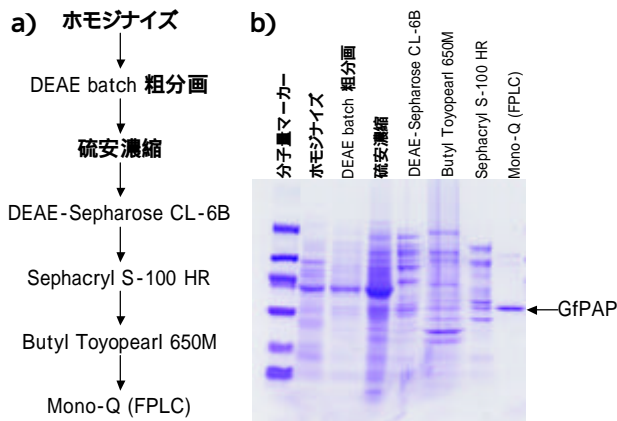 a)
ホモジナイズ
DEAE batch 粗分画
硫安濃縮
DEAE-Sepharose CL-6B
Sephacryl S-100 HR
Butyl Toyopearl 650M
Mono-Q (FPLC)
b)
分子量マーカー
ホモジナイズ
DEAE batch 粗分画
硫安濃縮
DEAE-Sepharose CL-6B
Butyl Toyopearl 650M
Sephacryl S-100 HR
Mono-Q (FPLC)
GfPAP